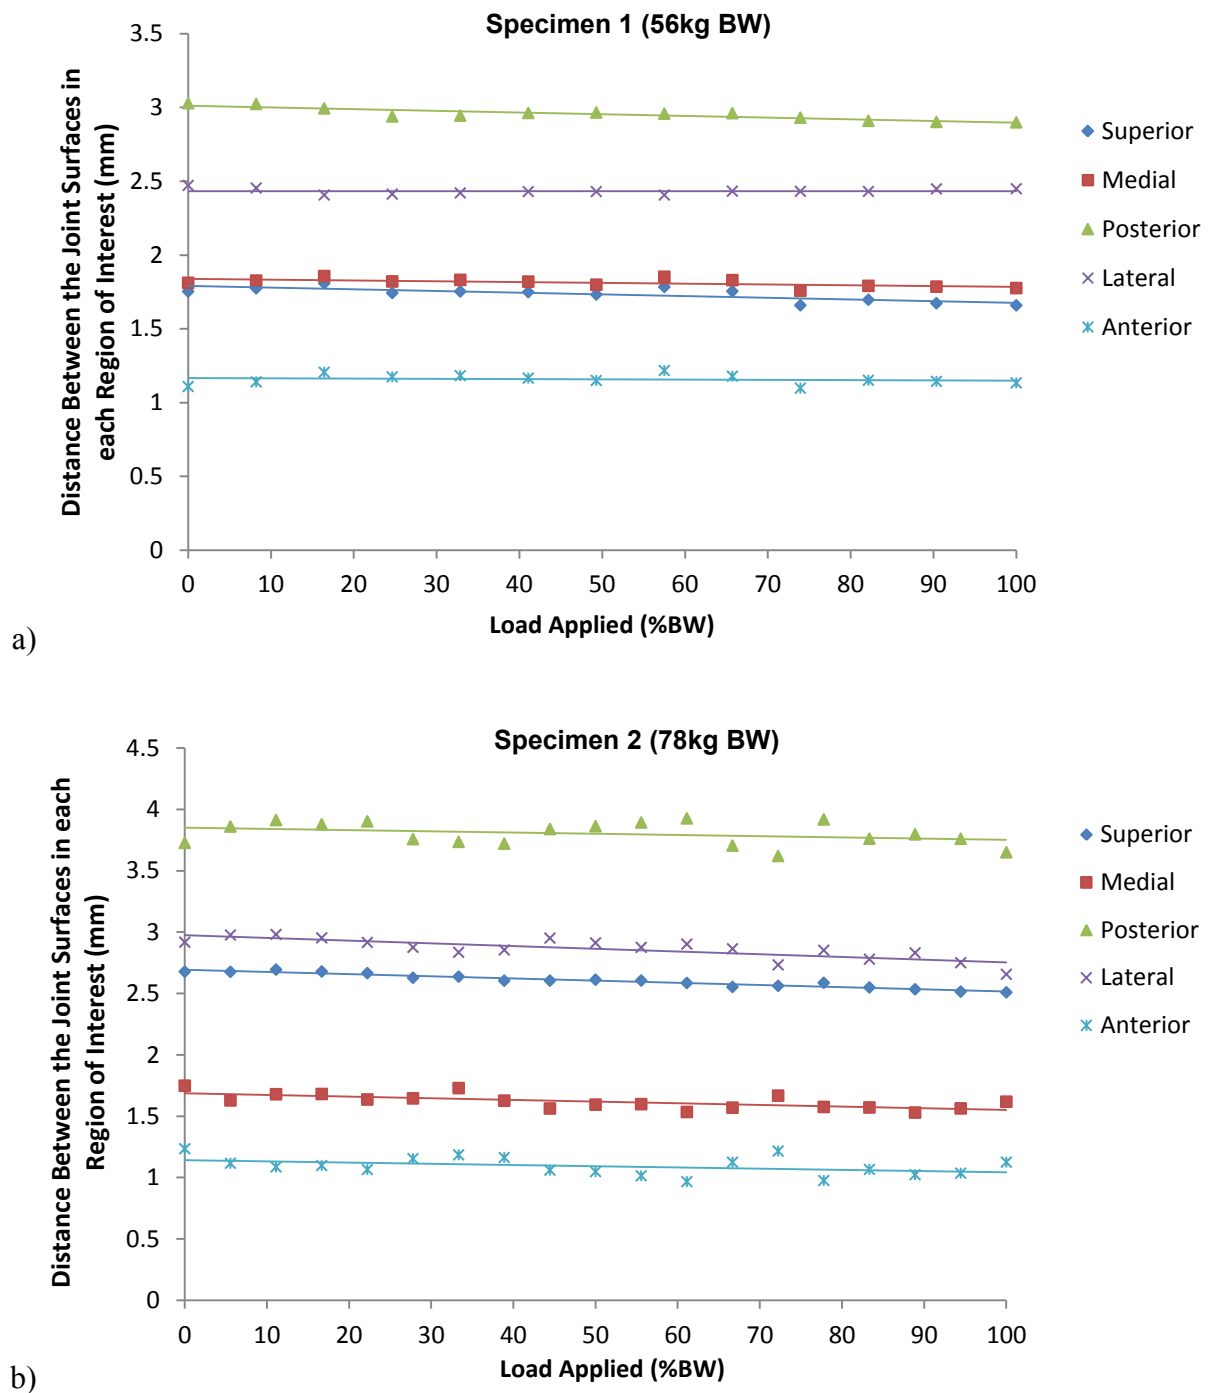 Specimen 1 (56kg BW)
Distance Between the Joint Surfaces in
each Region of Interest (mm)
3.5
3
2.5
2
1.5
1
0.5
0
0 10 20 30 40 50 60 70 80 90 100
Load Applied (%BW)
Superior
Medial
Posterior
Lateral
Anterior
a)
Specimen 2 (78kg BW)
Distance Between the Joint Surfaces in each
Region of Interest (mm)
4.5
4
3.5
3
2.5
2
1.5
1
0.5
0
0 10 20 30 40 50 60 70 80 90 100
Load Applied (%BW)
Superior
Medial
Posterior
Lateral
Anterior
b)